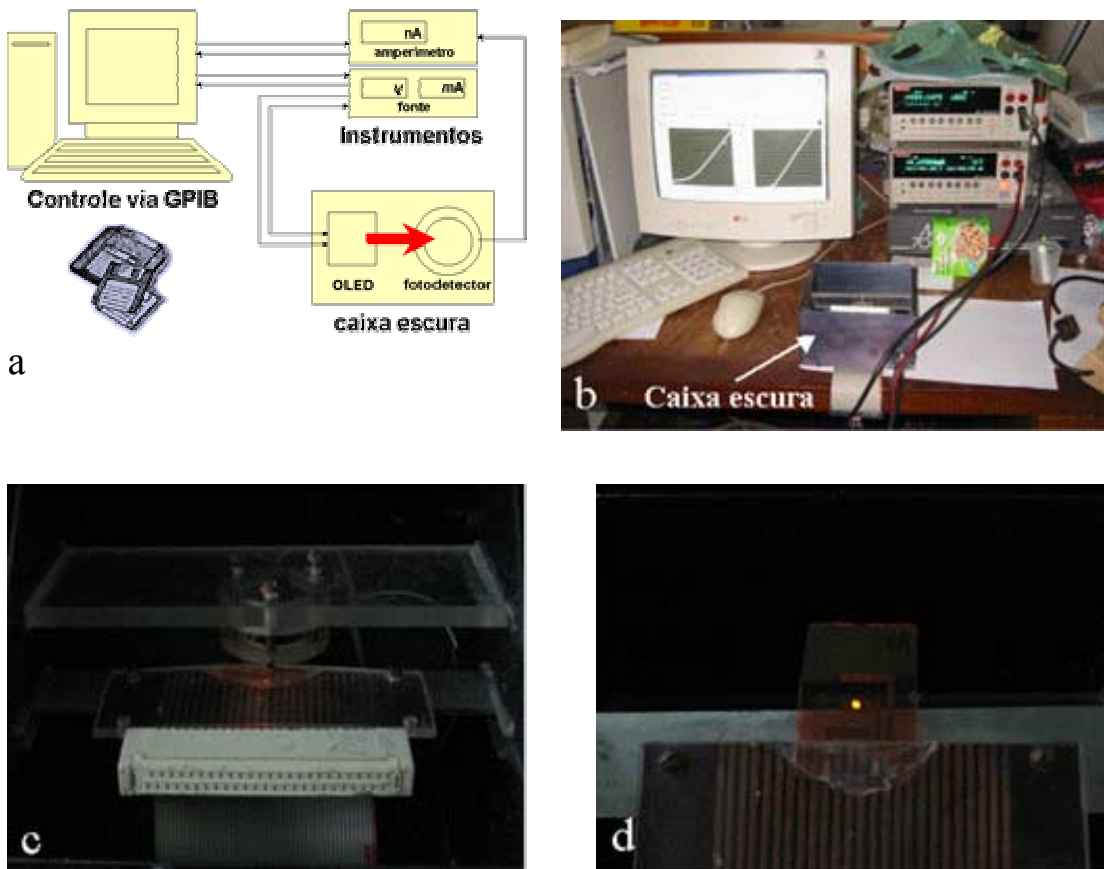 nA
amperímetro
V mA
fonte
Instrumentos
Controle via GPIB
OLED fotodetector
caixa escura
a
b
Caixa escura
c
d